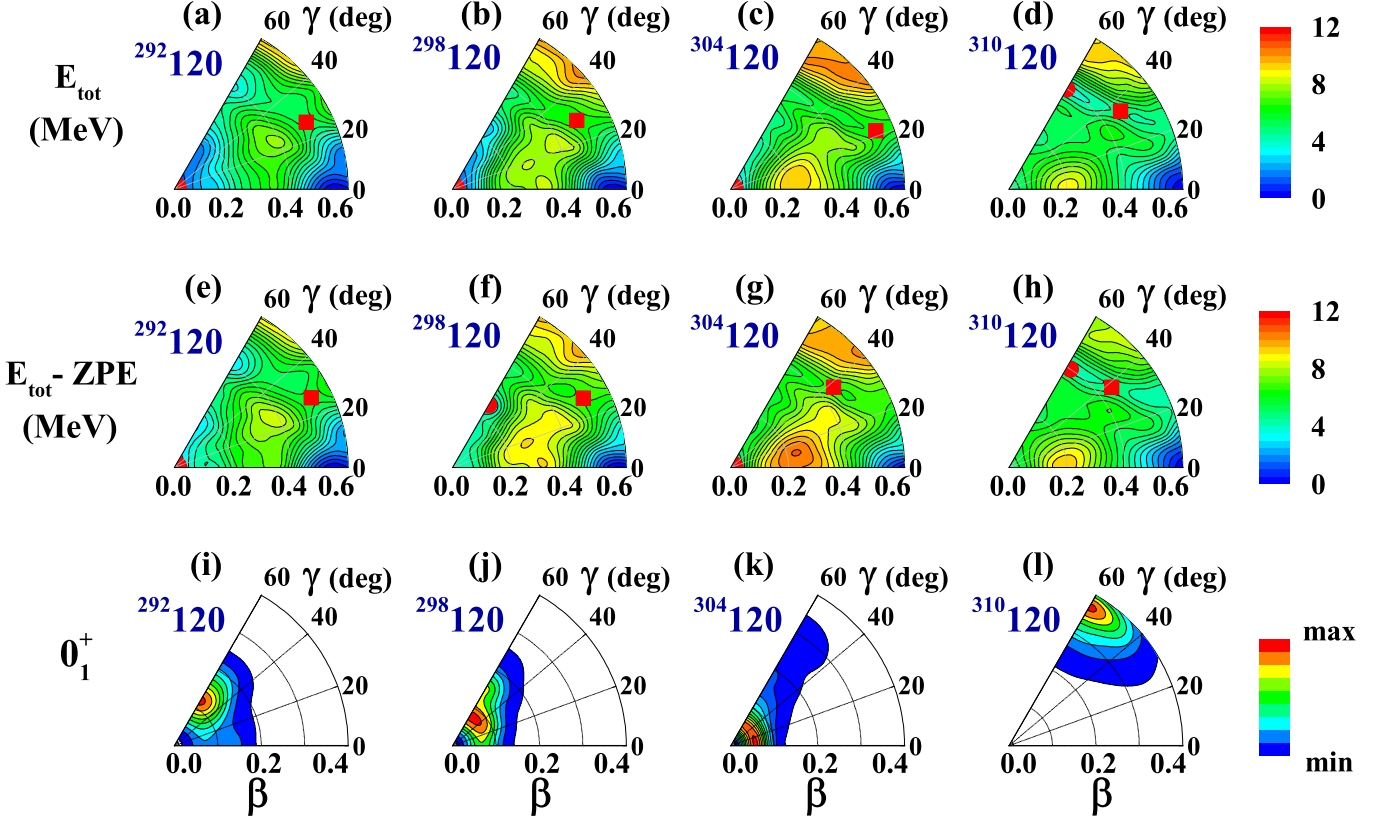 (a) 60 γ (deg) (b) 60 γ (deg) (c) 60 γ (deg) (d) 60 γ (deg)
²⁹²120 40 ²⁹⁸120 40 ³⁰⁴120 40 ³¹⁰120 40
E_tot
(MeV)
20 20 20 20
0 0 0 0
0.0 0.2 0.4 0.6 0.0 0.2 0.4 0.6 0.0 0.2 0.4 0.6 0.0 0.2 0.4 0.6
12
8
4
0
(e) 60 γ (deg) (f) 60 γ (deg) (g) 60 γ (deg) (h) 60 γ (deg)
²⁹²120 40 ²⁹⁸120 40 ³⁰⁴120 40 ³¹⁰120 40
E_tot - ZPE
(MeV)
20 20 20 20
0 0 0 0
0.0 0.2 0.4 0.6 0.0 0.2 0.4 0.6 0.0 0.2 0.4 0.6 0.0 0.2 0.4 0.6
12
8
4
0
(i) 60 γ (deg) (j) 60 γ (deg) (k) 60 γ (deg) (l) 60 γ (deg)
²⁹²120 40 ²⁹⁸120 40 ³⁰⁴120 40 ³¹⁰120 40
0₁⁺
20 20 20 20
0 0 0 0
0.0 0.2 0.4 0.0 0.2 0.4 0.0 0.2 0.4 0.0 0.2 0.4
β β β β
max
min